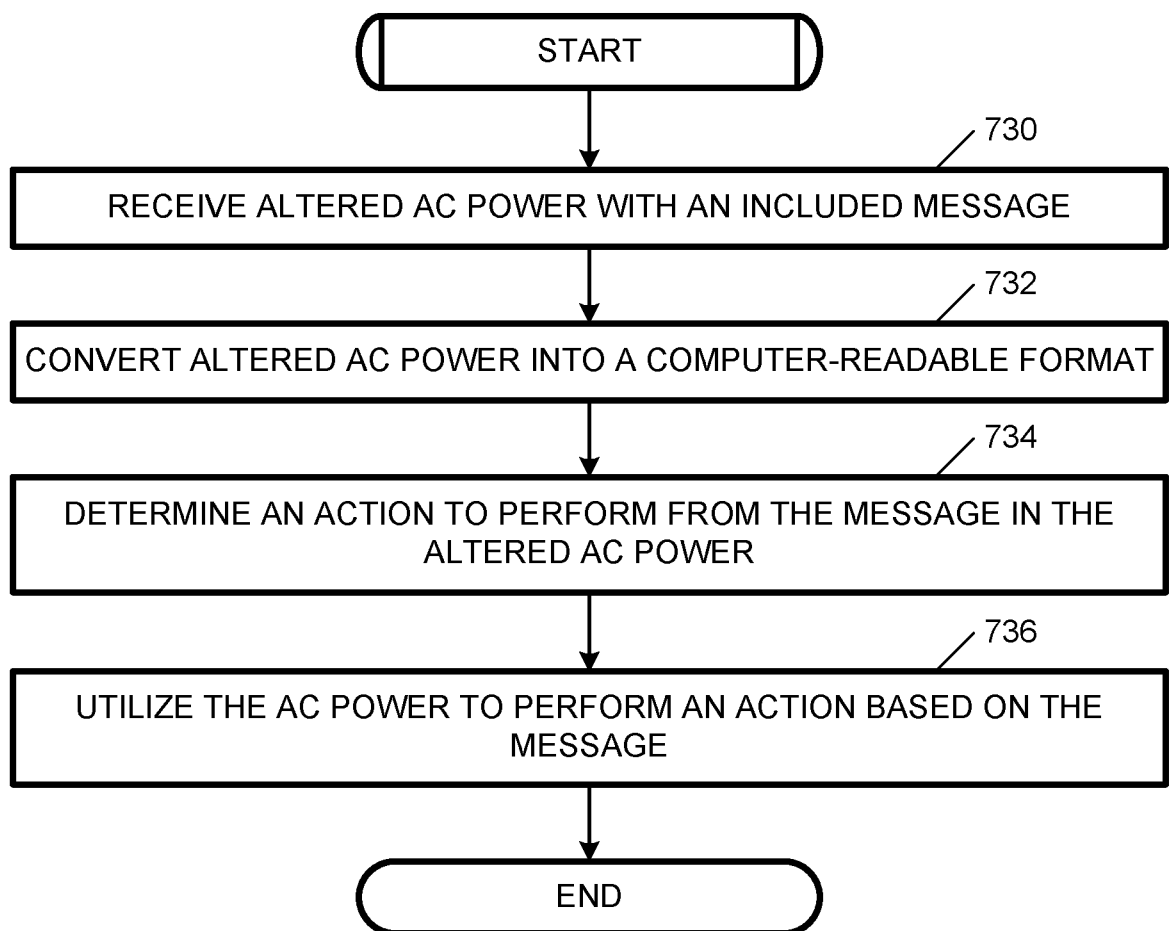 START
730
RECEIVE ALTERED AC POWER WITH AN INCLUDED MESSAGE
732
CONVERT ALTERED AC POWER INTO A COMPUTER-READABLE FORMAT
734
DETERMINE AN ACTION TO PERFORM FROM THE MESSAGE IN THE
ALTERED AC POWER
736
UTILIZE THE AC POWER TO PERFORM AN ACTION BASED ON THE
MESSAGE
END